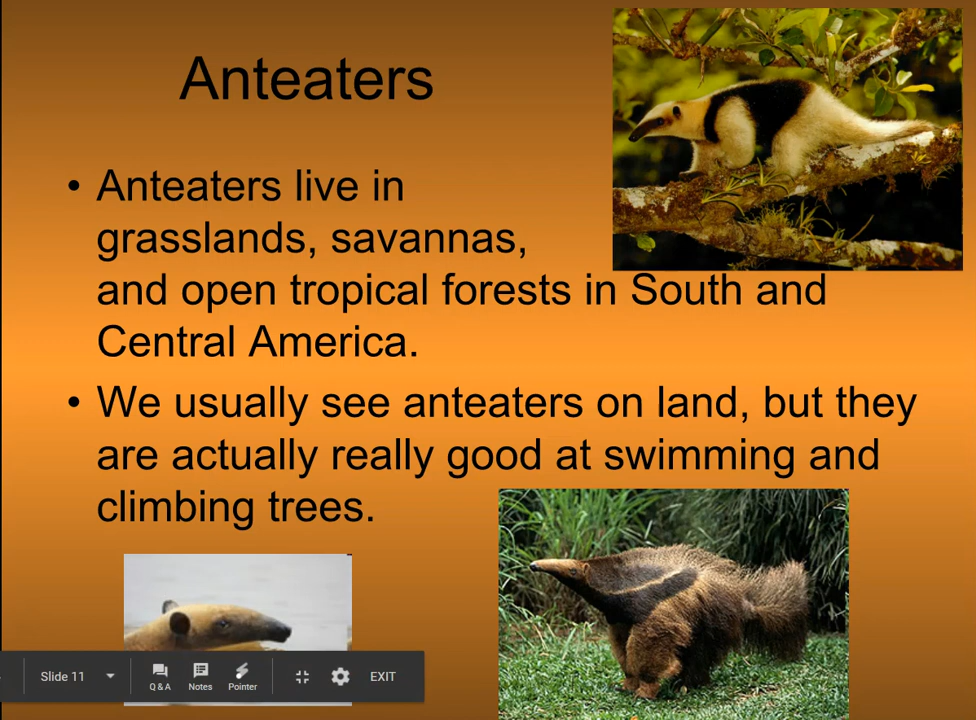 Anteaters
• Anteaters live in
grasslands, savannas,
and open tropical forests in South and
Central America.
• We usually see anteaters on land, but they
are actually really good at swimming and
climbing trees.
Slide 11
Q & A
Notes
Pointer
EXIT